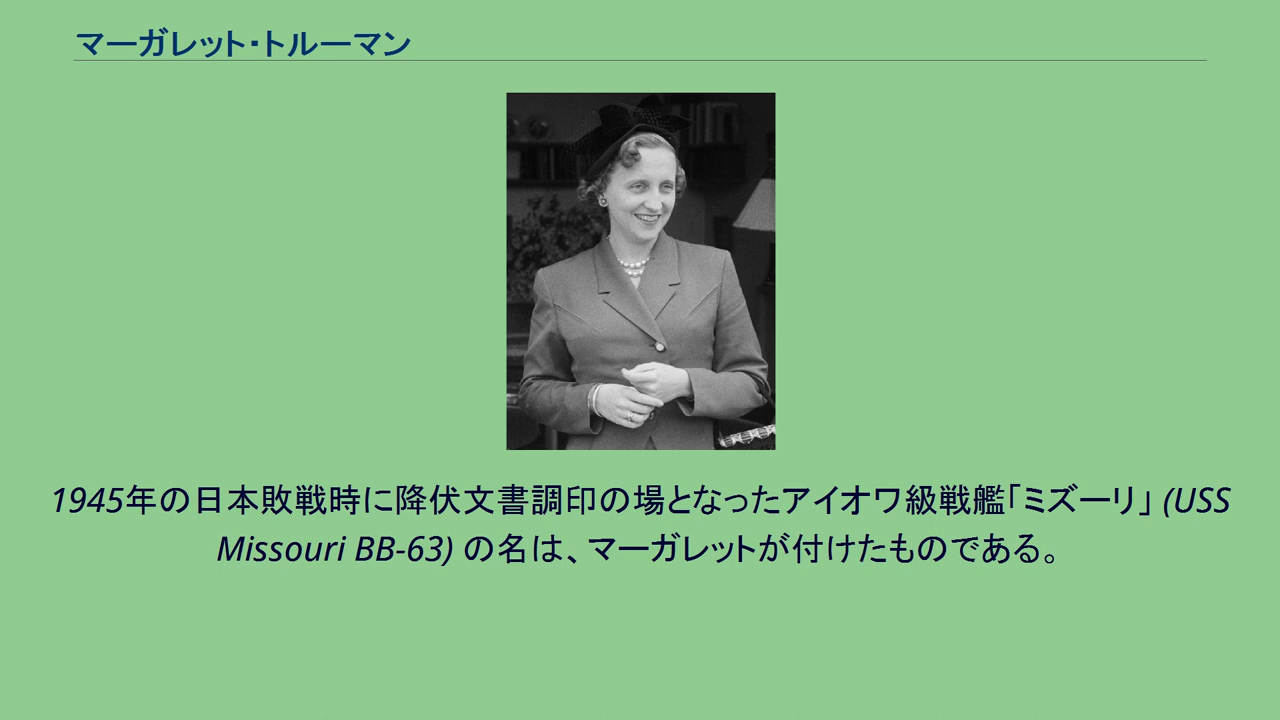 マーガレット・トルーマン
1945年の日本敗戦時に降伏文書調印の場となったアイオワ級戦艦「ミズーリ」 (USS
Missouri BB-63) の名は、マーガレットが付けたものである。